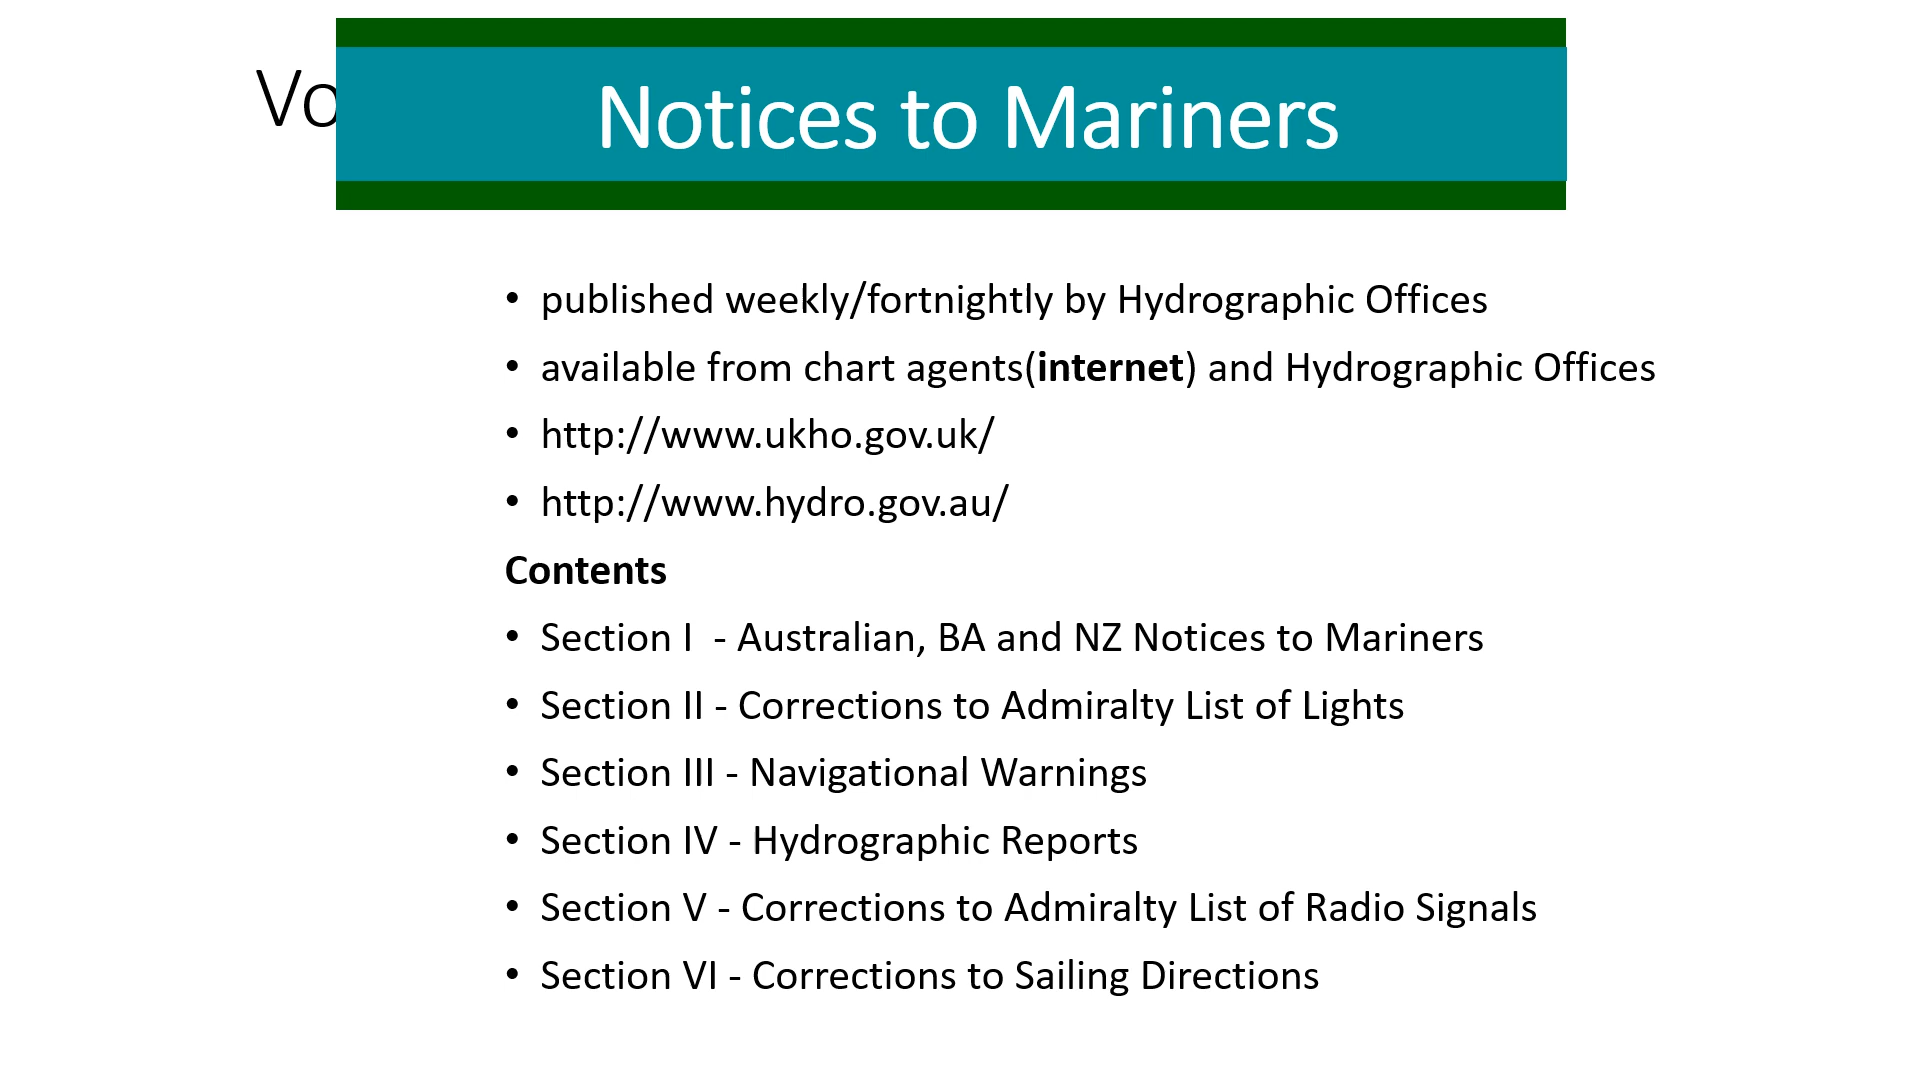 Notices to Mariners
• published weekly/fortnightly by Hydrographic Offices
• available from chart agents(internet) and Hydrographic Offices
• http://www.ukho.gov.uk/
• http://www.hydro.gov.au/
Contents
• Section I  - Australian, BA and NZ Notices to Mariners
• Section II - Corrections to Admiralty List of Lights
• Section III - Navigational Warnings
• Section IV - Hydrographic Reports
• Section V - Corrections to Admiralty List of Radio Signals
• Section VI - Corrections to Sailing Directions